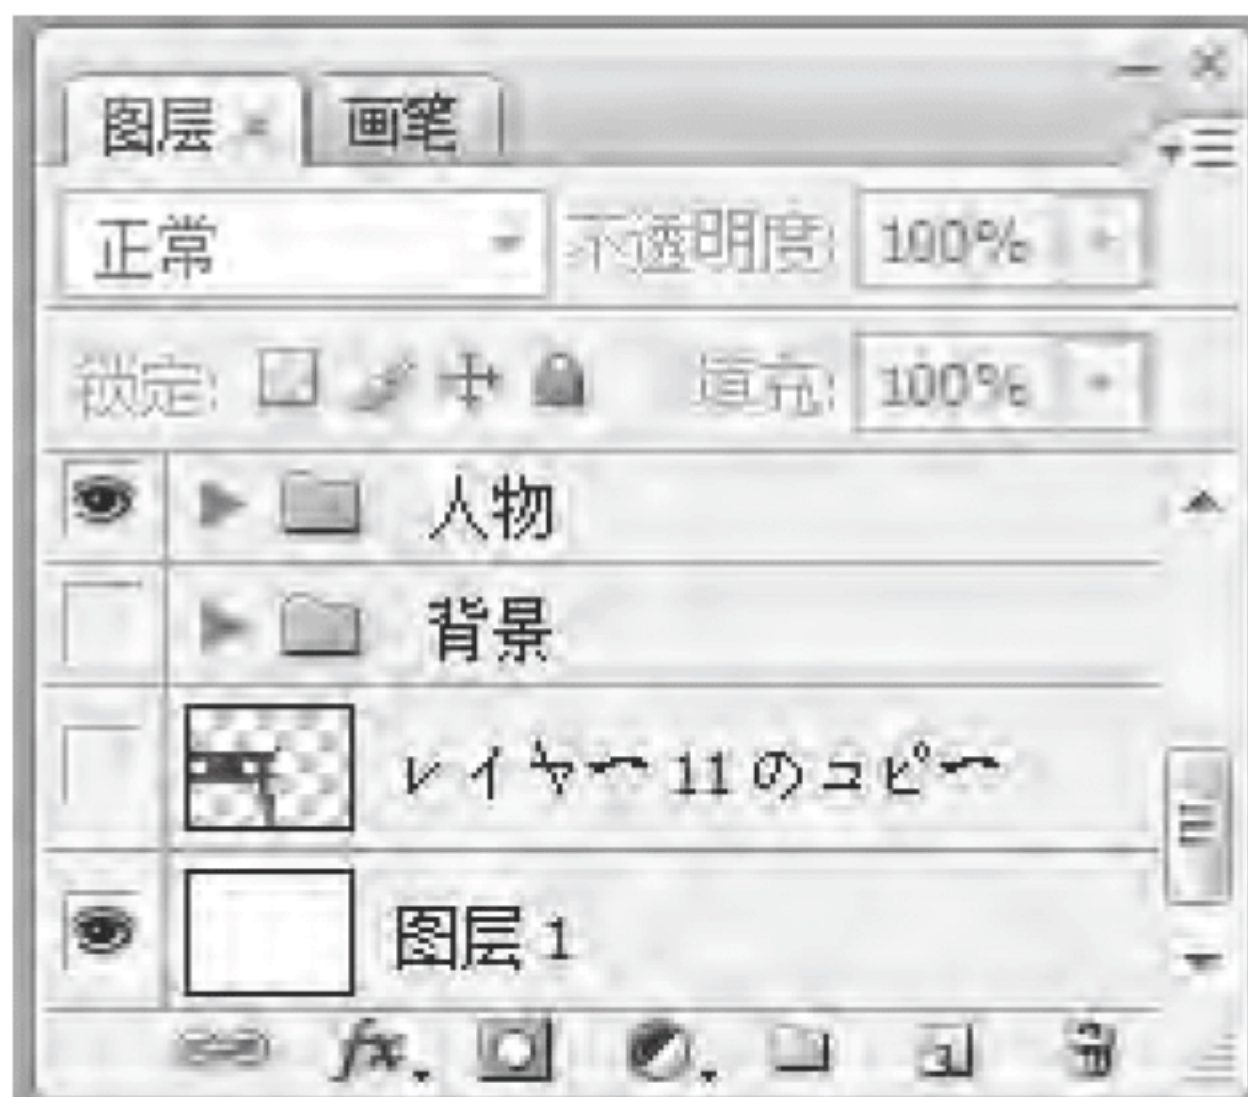 图层 × 画笔
正常 不透明度: 100%
锁定: 填充: 100%
人物
背景
レイヤー 11 のコピー
图层 1
fx.